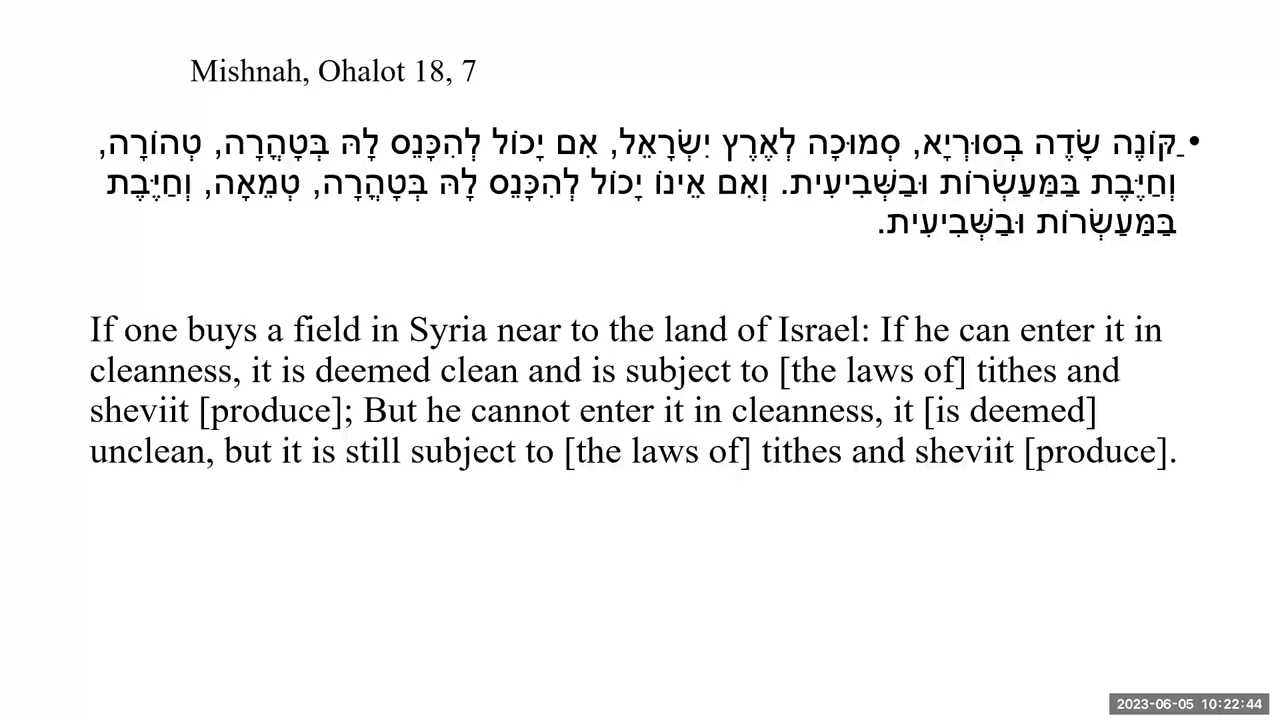 Mishnah, Ohalot 18, 7
• ַקּוֹנֶה שָׂדֶה בְסוּרְיָא, סְמוּכָה לְאֶרֶץ יִשְׂרָאֵל, אִם יָכוֹל לְהִכָּנֵס לָהּ בְּטָהֳרָה, טְהוֹרָה,
וְחַיֶּבֶת בַּמַּעַשְׂרוֹת וּבַשְּׁבִיעִית. וְאִם אֵינוֹ יָכוֹל לְהִכָּנֵס לָהּ בְּטָהֳרָה, טְמֵאָה, וְחַיֶּבֶת
בַּמַּעַשְׂרוֹת וּבַשְּׁבִיעִית.
If one buys a field in Syria near to the land of Israel: If he can enter it in
cleanness, it is deemed clean and is subject to [the laws of] tithes and
sheviit [produce]; But he cannot enter it in cleanness, it [is deemed]
unclean, but it is still subject to [the laws of] tithes and sheviit [produce].
2023-06-05 10:22:44